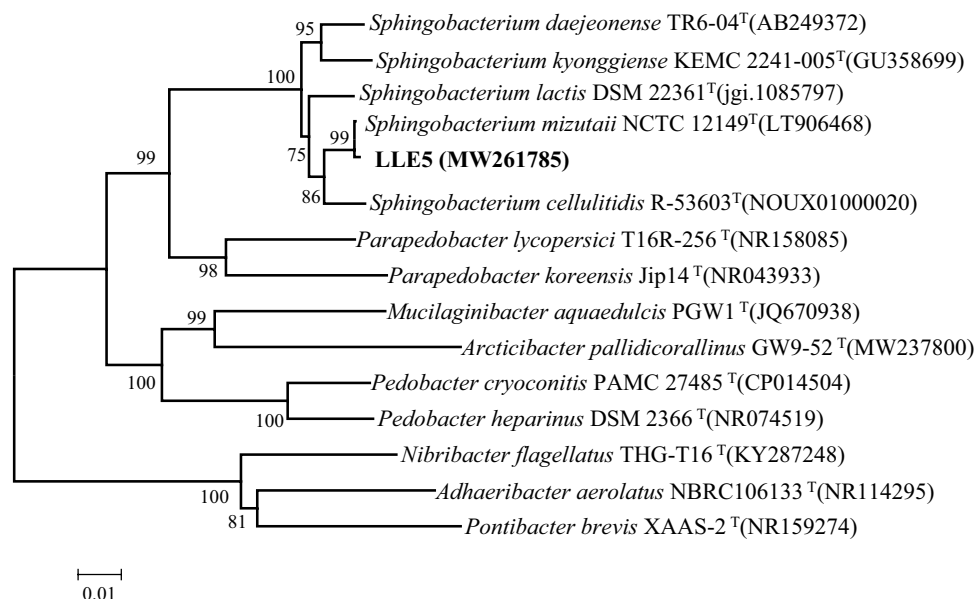 Sphingobacterium daejeonense TR6-04T(AB249372)
95
Sphingobacterium kyonggiense KEMC 2241-005T(GU358699)
100
Sphingobacterium lactis DSM 22361T(jgi.1085797)
Sphingobacterium mizutaii NCTC 12149T(LT906468)
99
75
LLE5 (MW261785)
99
86
Sphingobacterium cellulitidis R-53603T(NOUX01000020)
Parapedobacter lycopersici T16R-256 T(NR158085)
98
Parapedobacter koreensis Jip14 T(NR043933)
Mucilaginibacter aquaedulcis PGW1 T(JQ670938)
99
Arcticibacter pallidicorallinus GW9-52 T(MW237800)
100
Pedobacter cryoconitis PAMC 27485 T(CP014504)
100
Pedobacter heparinus DSM 2366 T(NR074519)
Nibribacter flagellatus THG-T16 T(KY287248)
100
Adhaeribacter aerolatus NBRC106133 T(NR114295)
81
Pontibacter brevis XAAS-2 T(NR159274)
0.01